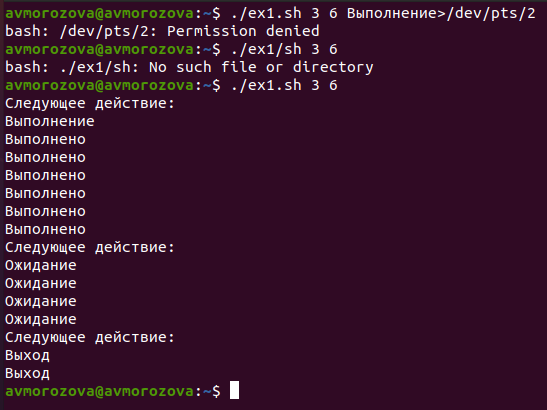 avmorozova@avmorozova:~$ ./ex1.sh 3 6 Выполнение>/dev/pts/2
bash: /dev/pts/2: Permission denied
avmorozova@avmorozova:~$ ./ex1/sh 3 6
bash: ./ex1/sh: No such file or directory
avmorozova@avmorozova:~$ ./ex1.sh 3 6
Следующее действие:
Выполнение
Выполнено
Выполнено
Выполнено
Выполнено
Выполнено
Выполнено
Следующее действие:
Ожидание
Ожидание
Ожидание
Ожидание
Следующее действие:
Выход
Выход
avmorozova@avmorozova:~$